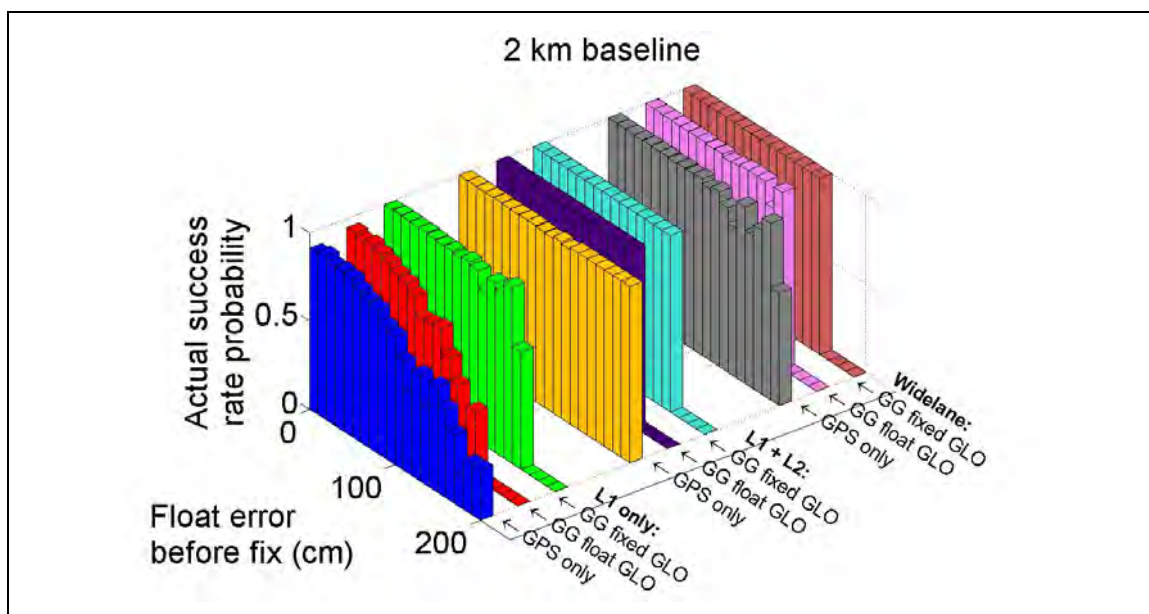 2 km baseline
Actual success
rate probability
1
0.5
0
0
100
200
Float error
before fix (cm)
Widelane:
← GG fixed GLO
← GG float GLO
← GPS only
L1 + L2:
← GG fixed GLO
← GG float GLO
← GPS only
L1 only:
← GG fixed GLO
← GG float GLO
← GPS only